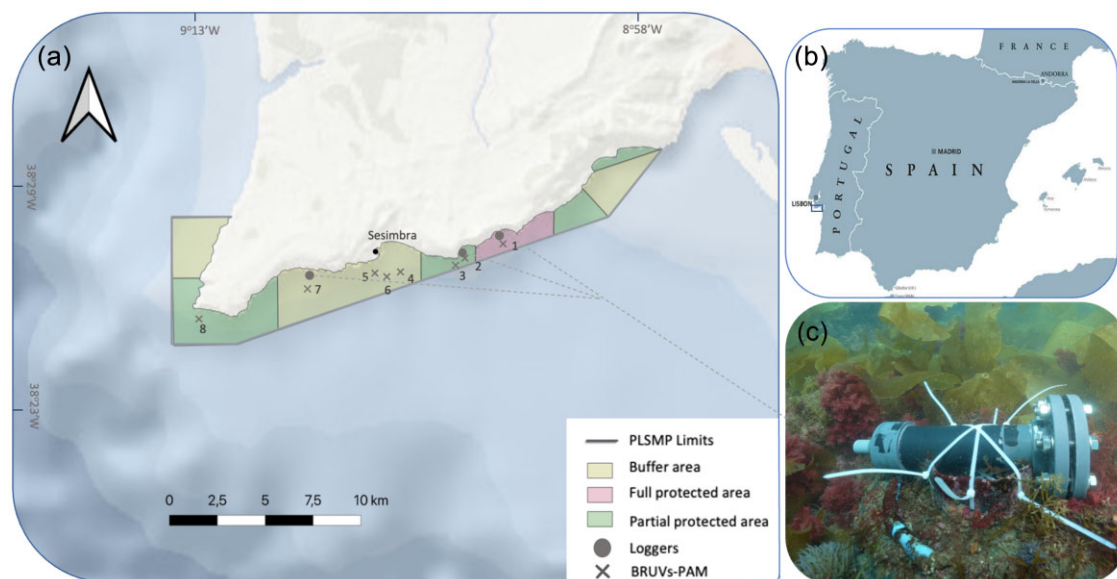 (a)
9°13'W
8°58'W
38°29'W
38°23'W
Sesimbra
1
2
3
4
5
6
7
8
0 2,5 5 7,5 10 km
PLSMP Limits
Buffer area
Full protected area
Partial protected area
Loggers
BRUVs-PAM
(b)
FRANCE
ANDORRA
PORTUGAL
SPAIN
MADRID
LISBON
(c)